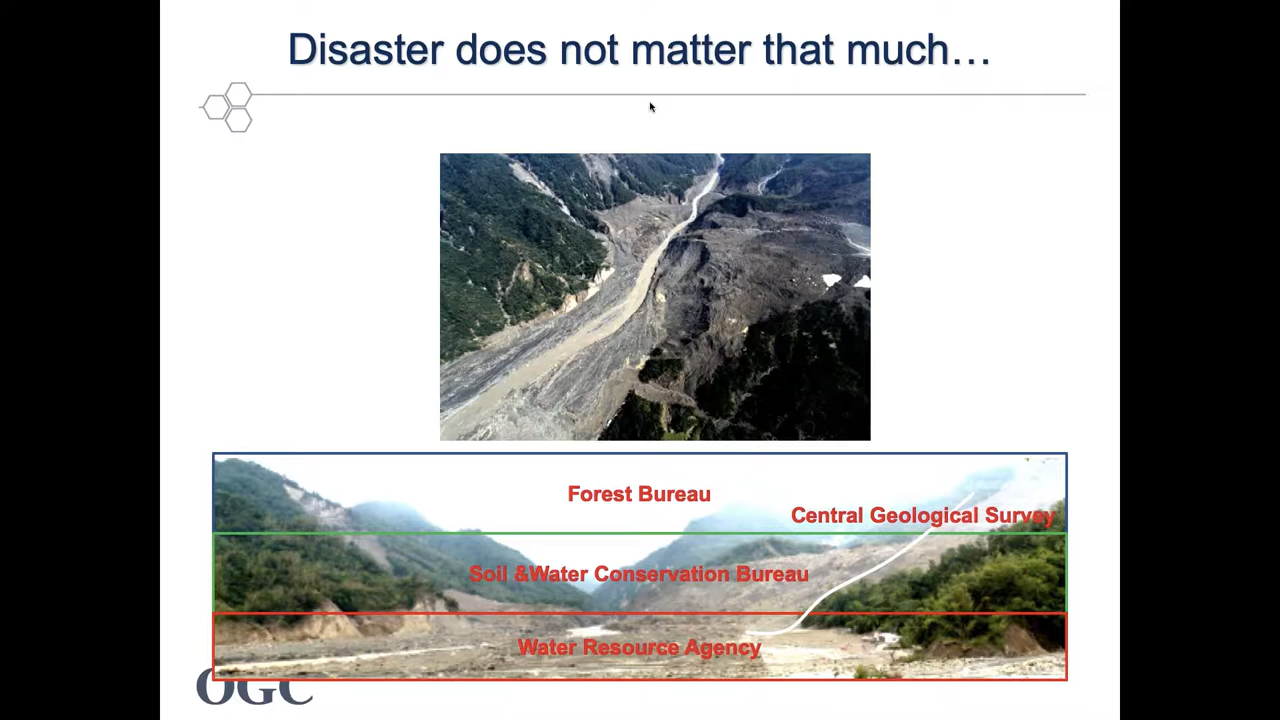 Disaster does not matter that much…
Forest Bureau
Central Geological Survey
Soil &Water Conservation Bureau
Water Resource Agency
OGC